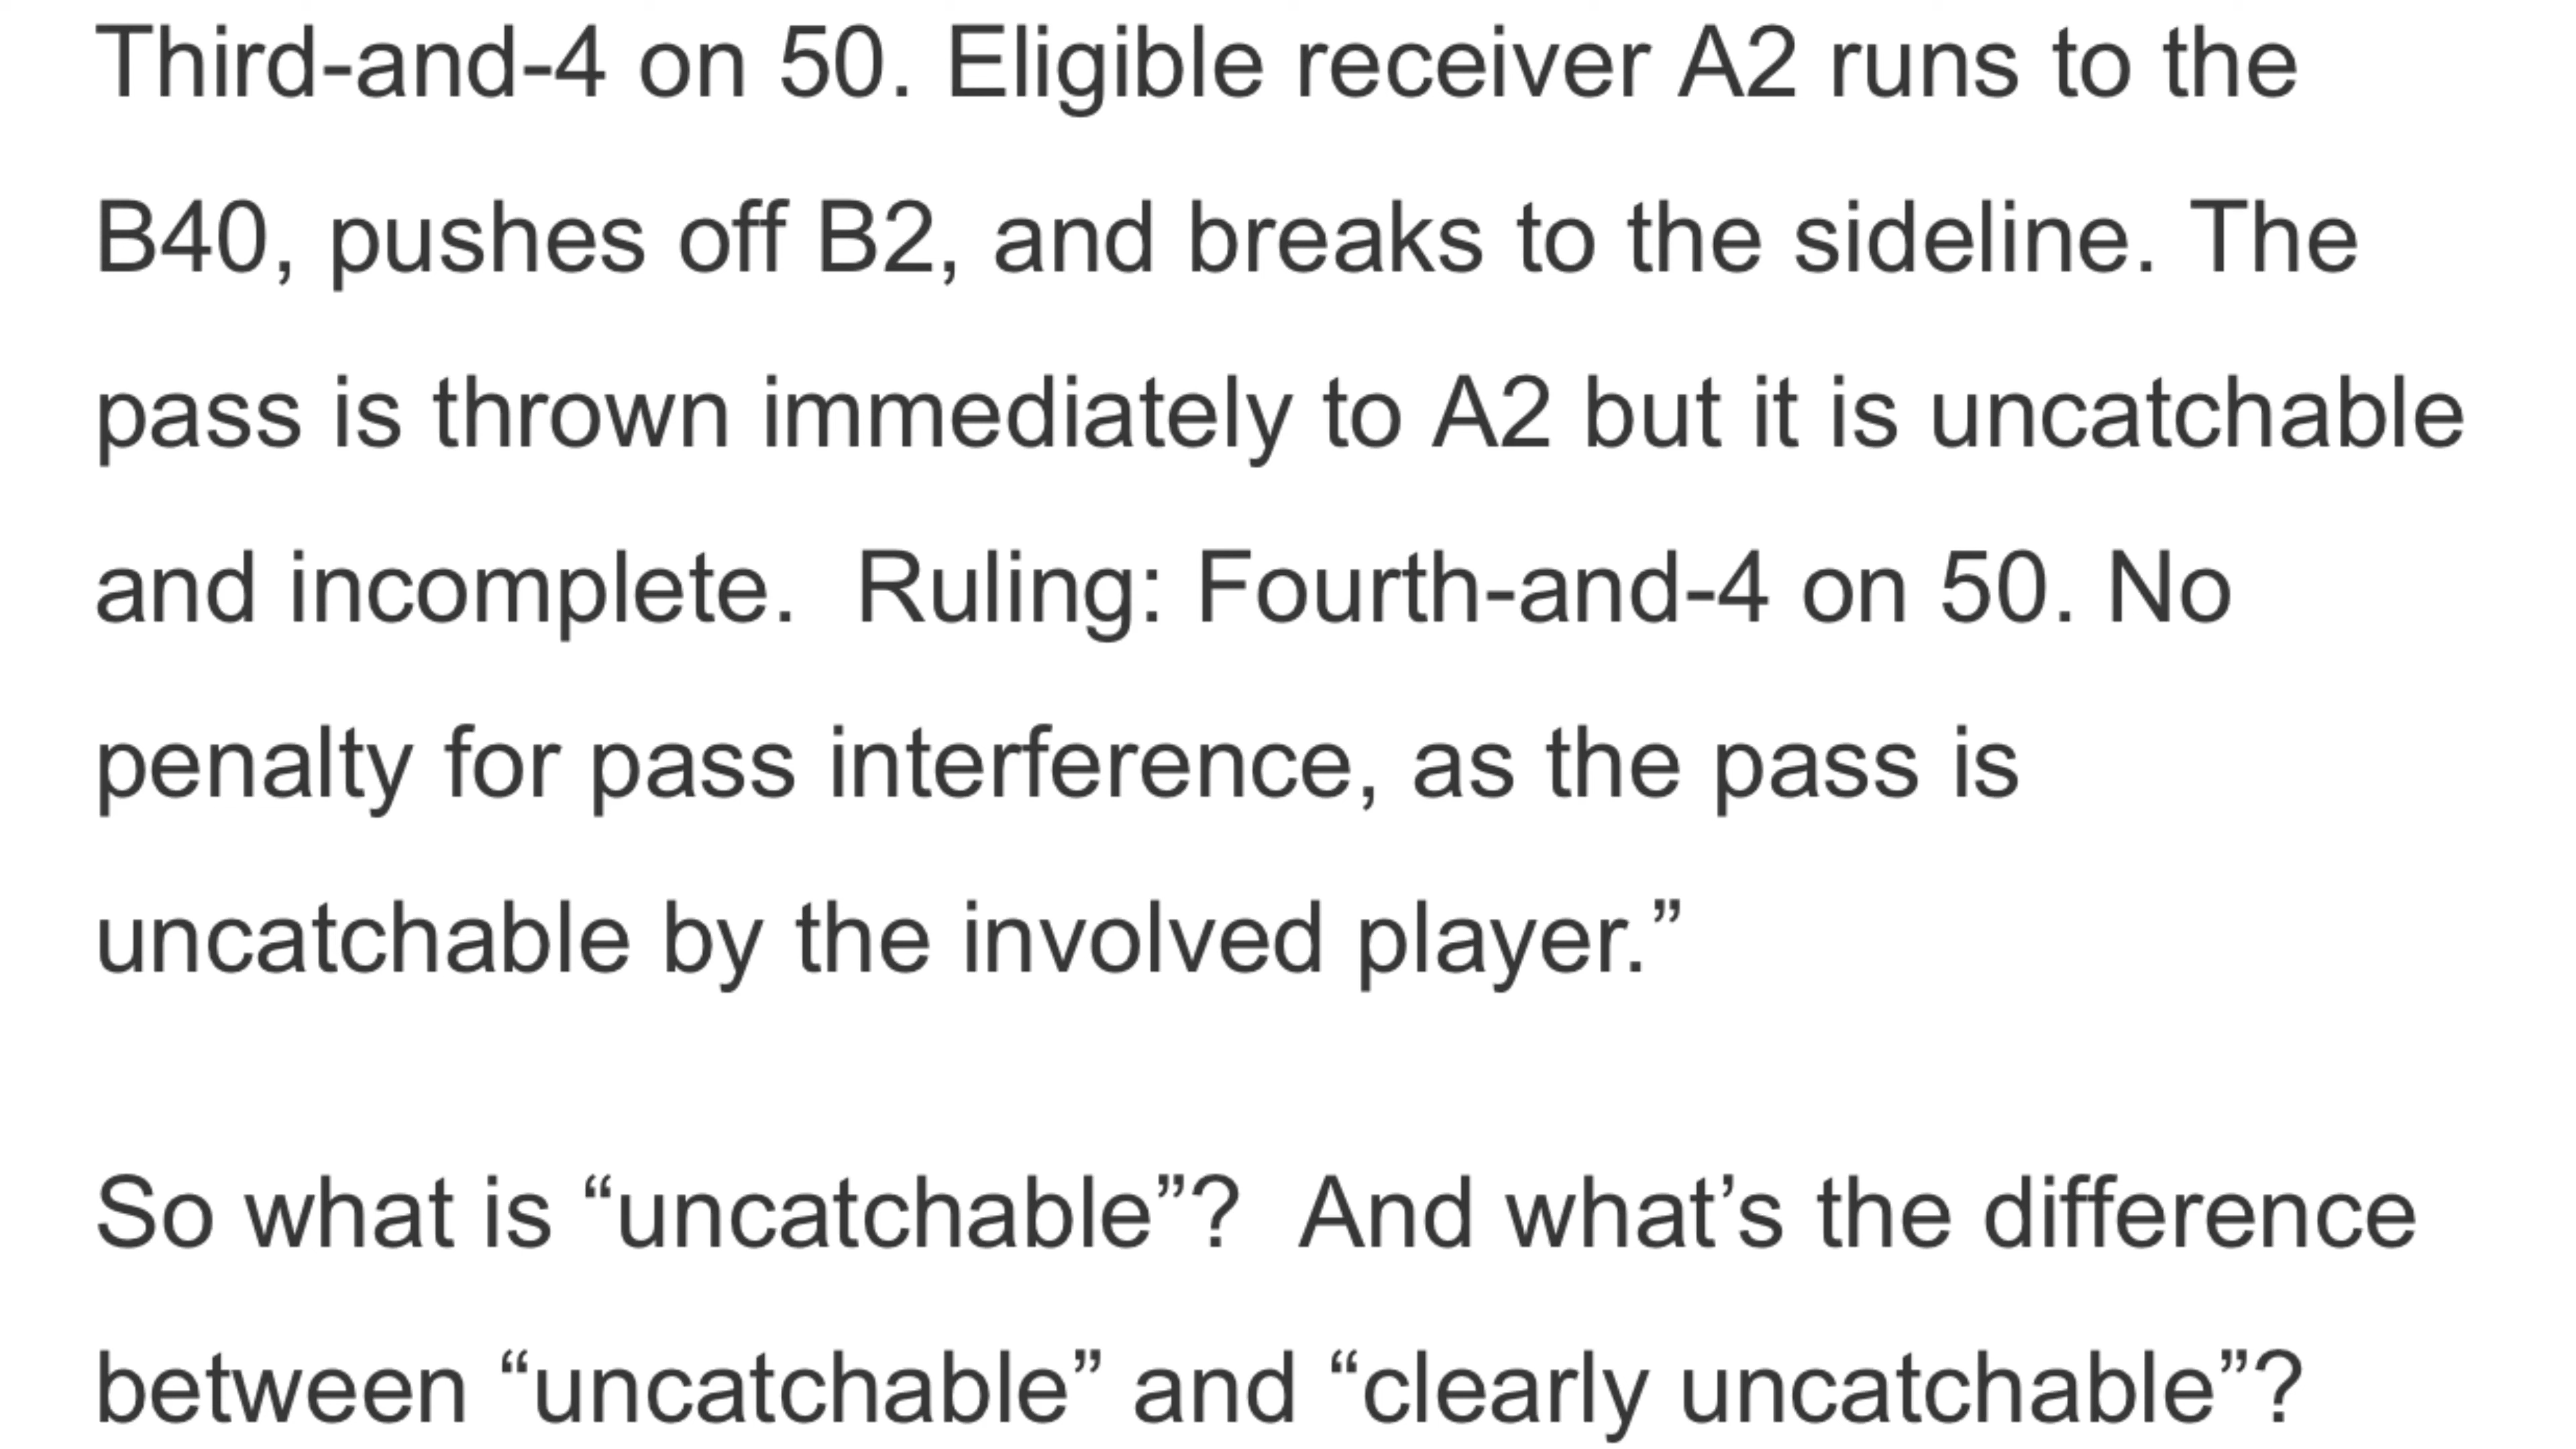 Third-and-4 on 50. Eligible receiver A2 runs to the
B40, pushes off B2, and breaks to the sideline. The
pass is thrown immediately to A2 but it is uncatchable
and incomplete.  Ruling: Fourth-and-4 on 50. No
penalty for pass interference, as the pass is
uncatchable by the involved player.”
So what is “uncatchable”?  And what’s the difference
between “uncatchable” and “clearly uncatchable”?